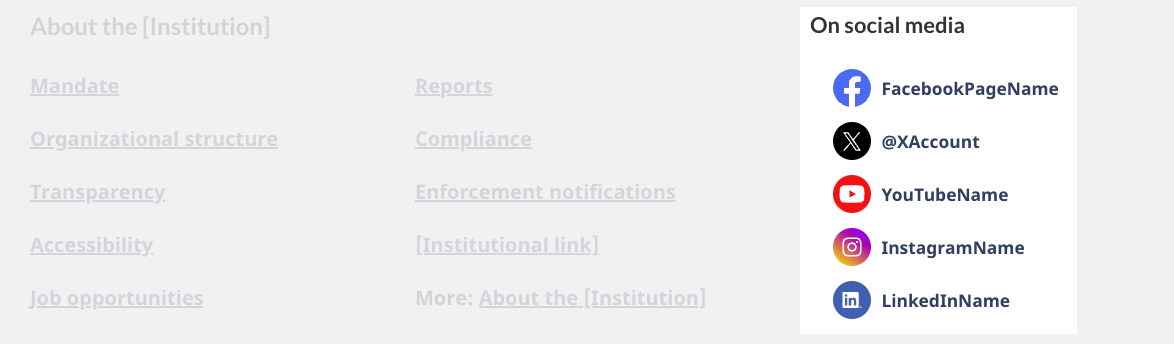 About the [Institution]
Mandate
Organizational structure
Transparency
Accessibility
Job opportunities
Reports
Compliance
Enforcement notifications
[Institutional link]
More: About the [Institution]
On social media
FacebookPageName
@XAccount
YouTubeName
InstagramName
LinkedInName